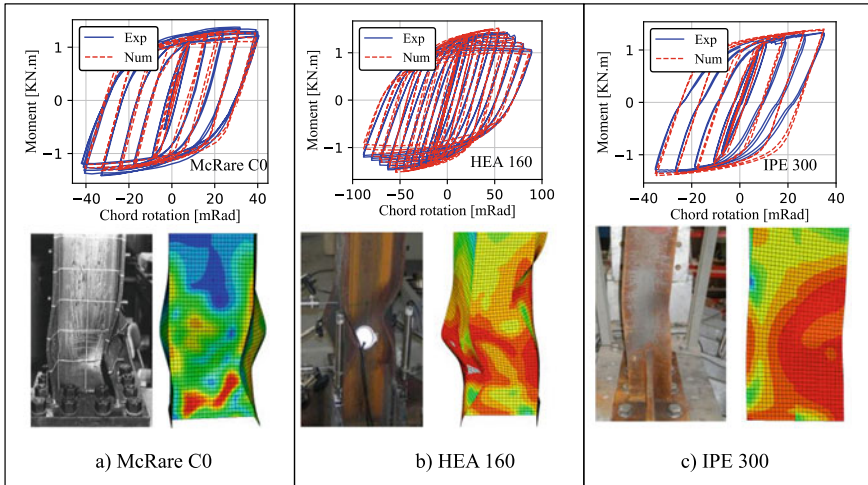 Exp
Num
Moment [KN.m]
1
0
−1
McRare C0
−40 −20 0 20 40
Chord rotation [mRad]
a) McRare C0
Exp
Num
Moment [KN.m]
1
0
−1
HEA 160
−100 −50 0 50 100
Chord rotation [mRad]
b) HEA 160
Exp
Num
Moment [KN.m]
1
0
−1
IPE 300
−40 −20 0 20 40
Chord rotation [mRad]
c) IPE 300